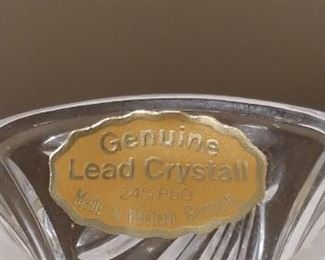 Genuine
Lead Crystall
24% PbO
Made in Western Germany